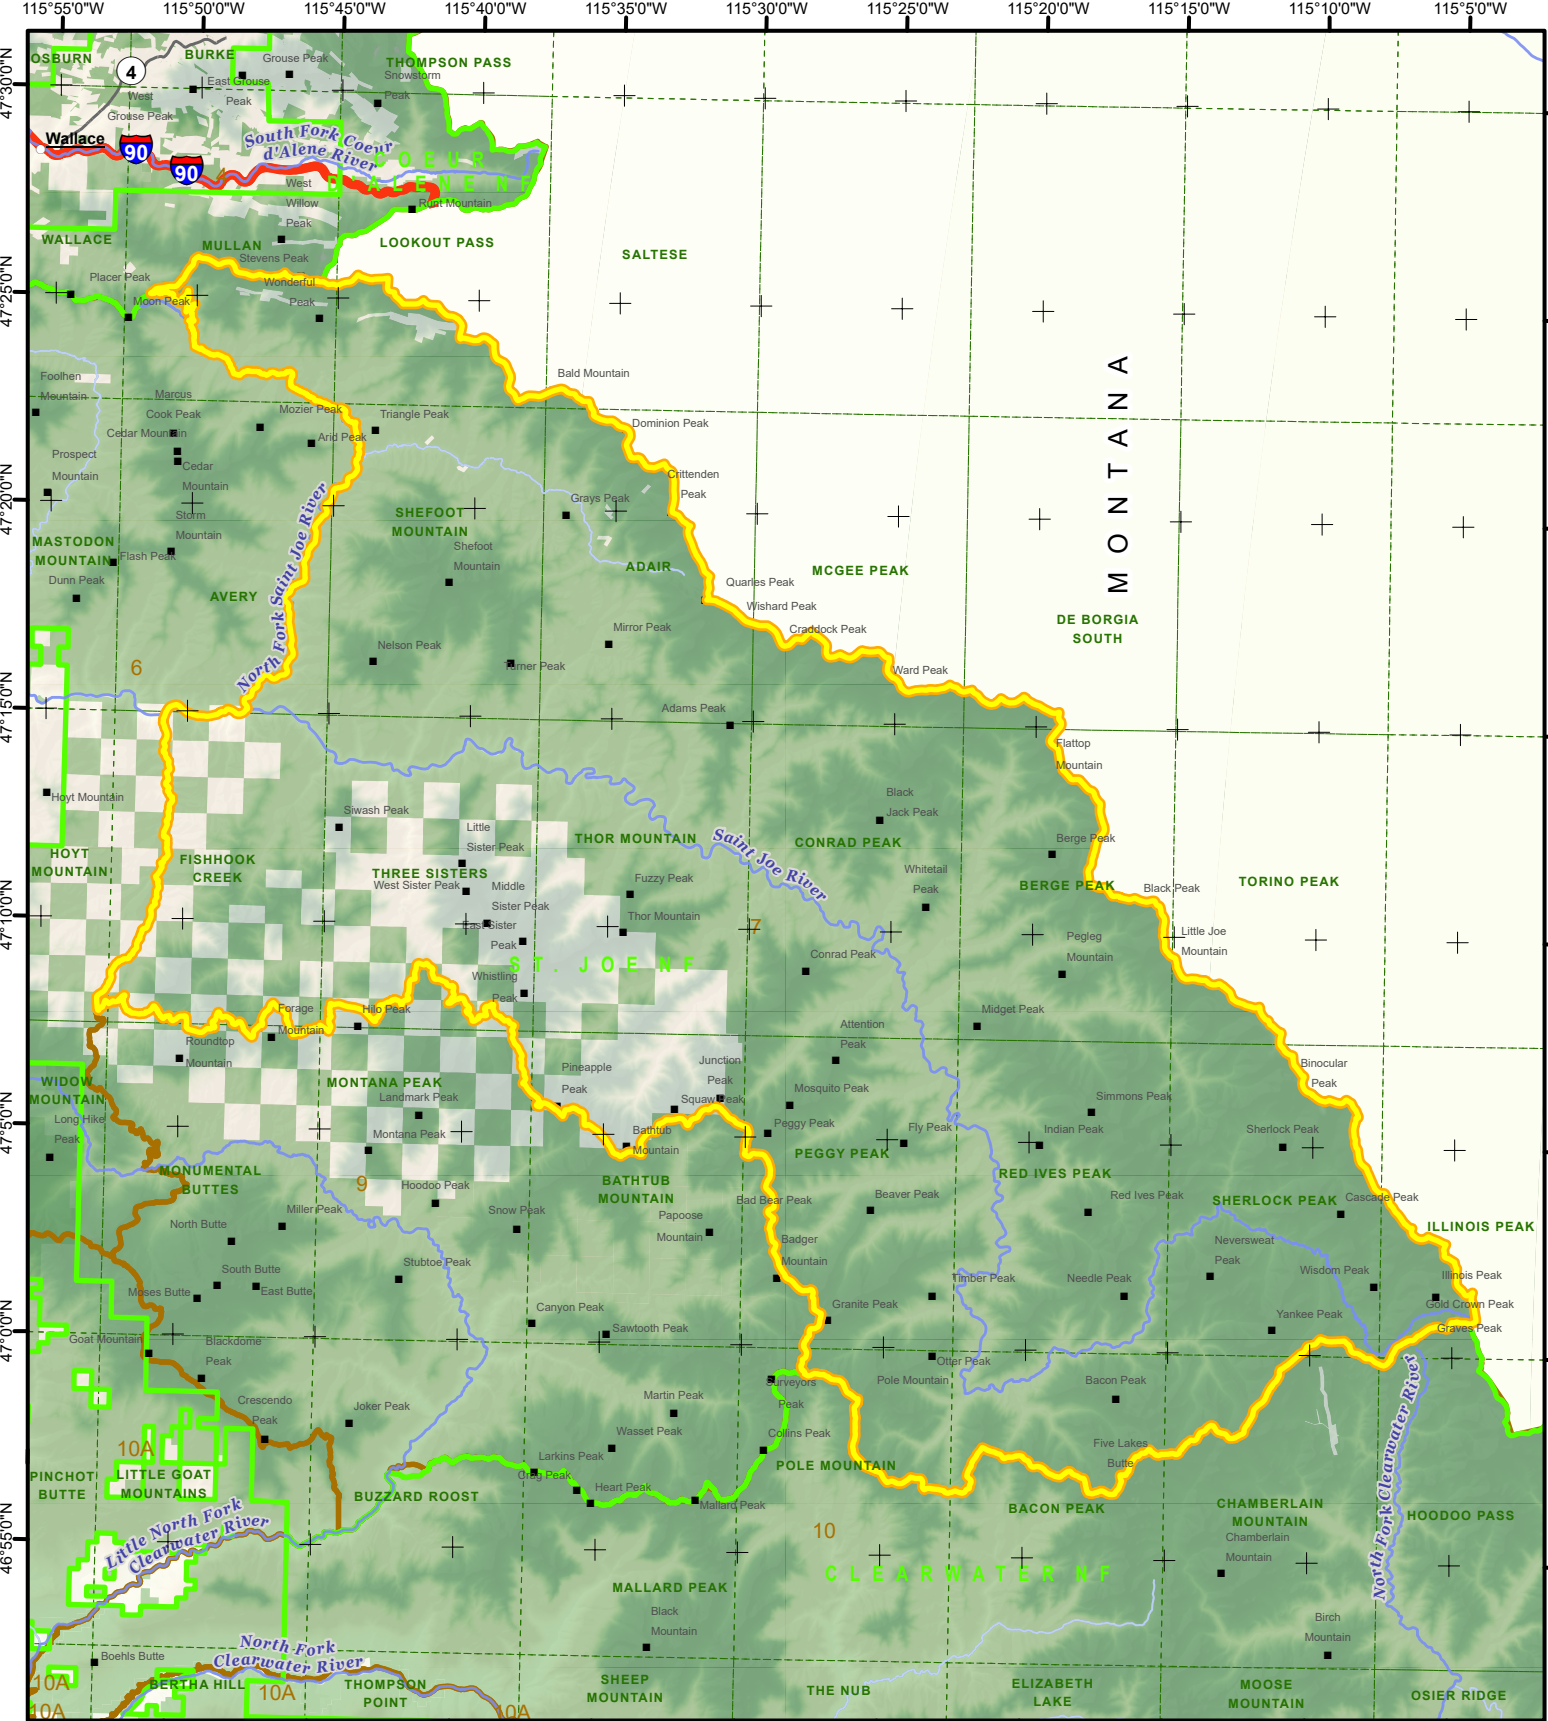 115°55'0"W
115°50'0"W
115°45'0"W
115°40'0"W
115°35'0"W
115°30'0"W
115°25'0"W
115°20'0"W
115°15'0"W
115°10'0"W
115°5'0"W
47°30'0"N
47°25'0"N
47°20'0"N
47°15'0"N
47°10'0"N
47°5'0"N
47°0'0"N
46°55'0"N
OSBURN
BURKE
Grouse Peak
THOMPSON PASS
Snowstorm
Peak
4
East Grouse
Peak
West
Grouse Peak
Wallace
90
90
South Fork Coeur
d'Alene River
COEUR
D'ALENE NF
4
West
Willow
Peak
Runt Mountain
WALLACE
MULLAN
LOOKOUT PASS
SALTESE
Stevens Peak
Placer Peak
Wonderful
Peak
Moon Peak
MONTANA
Foolhen
Mountain
Marcus
Cook Peak
Cedar Mountain
Mozier Peak
Triangle Peak
Arid Peak
Bald Mountain
Dominion Peak
Prospect
Mountain
Cedar
Mountain
Crittenden
Peak
Storm
Mountain
Grays Peak
North Fork Saint Joe River
SHEFOOT
MOUNTAIN
Shefoot
Mountain
MASTODON
MOUNTAIN
Flash Peak
Dunn Peak
AVERY
ADAIR
MCGEE PEAK
Quarles Peak
Wishard Peak
Craddock Peak
DE BORGIA
SOUTH
Mirror Peak
Nelson Peak
Turner Peak
6
Ward Peak
Adams Peak
Flattop
Mountain
Hoyt Mountain
Siwash Peak
Little
Sister Peak
Black
Jack Peak
THOR MOUNTAIN
Saint Joe River
CONRAD PEAK
Berge Peak
HOYT
MOUNTAIN
FISHHOOK
CREEK
THREE SISTERS
West Sister Peak
Middle
Sister Peak
Fuzzy Peak
Whitetail
Peak
BERGE PEAK
Black Peak
TORINO PEAK
East Sister
Peak
Thor Mountain
7
Little Joe
Mountain
Pegleg
Mountain
Conrad Peak
ST. JOE NF
Whistling
Peak
Forage
Mountain
Hilo Peak
Midget Peak
Attention
Peak
Roundtop
Mountain
Binocular
Peak
WIDOW
MOUNTAIN
MONTANA PEAK
Landmark Peak
Pineapple
Peak
Junction
Peak
Squaw Peak
Mosquito Peak
Simmons Peak
Long Hike
Peak
Montana Peak
Bathtub
Mountain
Peggy Peak
Fly Peak
Indian Peak
Sherlock Peak
PEGGY PEAK
MONUMENTAL
BUTTES
9
Hoodoo Peak
BATHTUB
MOUNTAIN
RED IVES PEAK
Beaver Peak
Bad Bear Peak
Red Ives Peak
SHERLOCK PEAK
Cascade Peak
ILLINOIS PEAK
North Butte
Miller Peak
Snow Peak
Papoose
Mountain
Badger
Mountain
Neversweat
Peak
South Butte
East Butte
Moses Butte
Stubtoe Peak
Timber Peak
Needle Peak
Wisdom Peak
Illinois Peak
Gold Crown Peak
Graves Peak
Canyon Peak
Sawtooth Peak
Granite Peak
Yankee Peak
Goat Mountain
Blackdome
Peak
Otter Peak
Pole Mountain
Bacon Peak
Surveyors
Peak
Crescendo
Peak
Joker Peak
Martin Peak
Wasset Peak
Collins Peak
POLE MOUNTAIN
Five Lakes
Butte
North Fork Clearwater River
10A
PINCHOT
BUTTE
LITTLE GOAT
MOUNTAINS
Larkins Peak
Crag Peak
Heart Peak
Mallard Peak
BUZZARD ROOST
BACON PEAK
CHAMBERLAIN
MOUNTAIN
HOODOO PASS
Little North Fork
Clearwater River
10
Chamberlain
Mountain
CLEARWATER NF
MALLARD PEAK
Black
Mountain
Birch
Mountain
North Fork
Clearwater River
Boehls Butte
10A
10A
BERTHA HILL
10A
THOMPSON
POINT
10A
SHEEP
MOUNTAIN
THE NUB
ELIZABETH
LAKE
MOOSE
MOUNTAIN
OSIER RIDGE